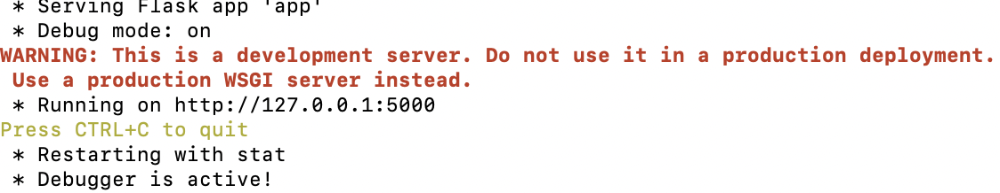 * Serving Flask app 'app'
* Debug mode: on
WARNING: This is a development server. Do not use it in a production deployment.
Use a production WSGI server instead.
* Running on http://127.0.0.1:5000
Press CTRL+C to quit
* Restarting with stat
* Debugger is active!